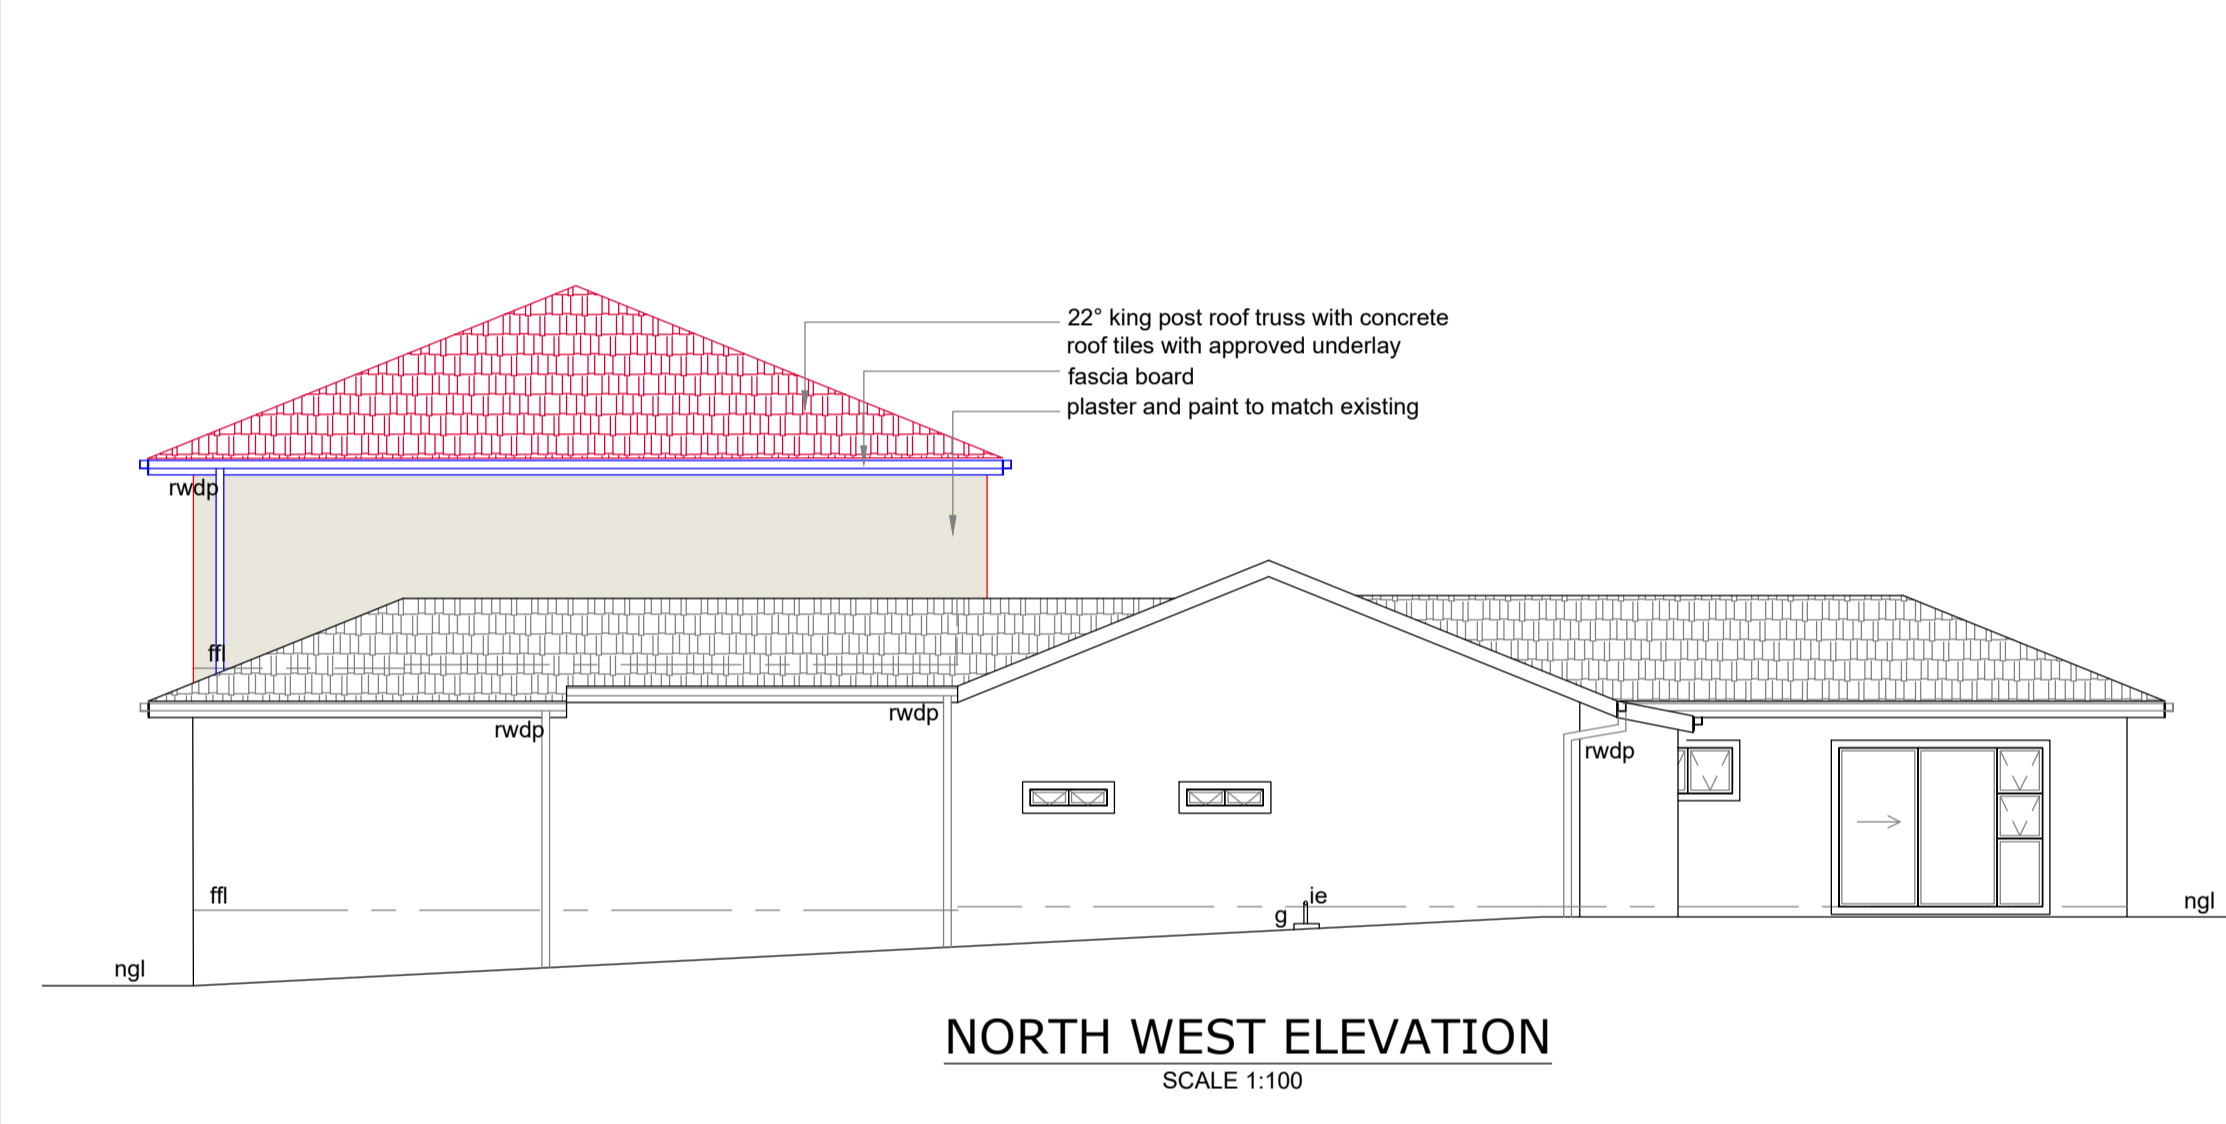 22° king post roof truss with concrete
roof tiles with approved underlay
fascia board
plaster and paint to match existing
rwdp
ffl
rwdp
rwdp
rwdp
ffl
ie
g
ngl
ngl
NORTH WEST ELEVATION
SCALE 1:100